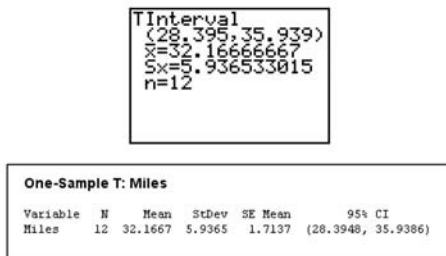 TInterval
(28.395,35.939)
x̄=32.16666667
Sx=5.936533015
n=12
One-Sample T: Miles
Variable N Mean StDev SE Mean 95% CI
Miles 12 32.1667 5.9365 1.7137 (28.3948, 35.9386)